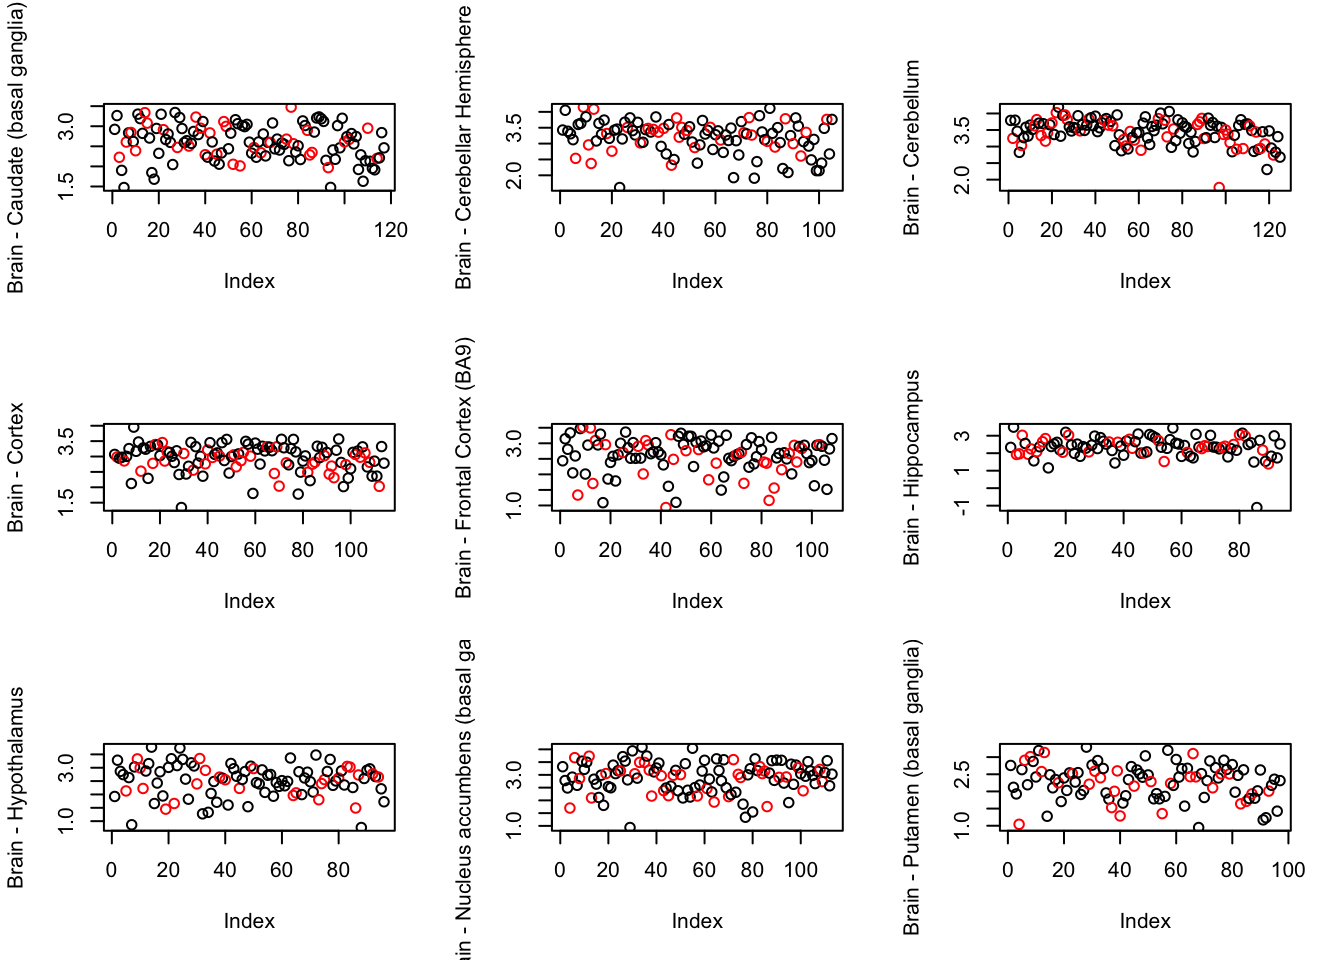 Brain - Caudate (basal ganglia)
1.5 3.0
0 20 40 60 80 120
Index
Brain - Cerebellar Hemisphere
2.0 3.5
0 20 40 60 80 100
Index
Brain - Cerebellum
2.0 3.5
0 20 40 60 80 120
Index
Brain - Cortex
1.5 3.5
0 20 40 60 80 100
Index
Brain - Frontal Cortex (BA9)
1.0 3.0
0 20 40 60 80 100
Index
Brain - Hippocampus
-1 1 3
0 20 40 60 80
Index
Brain - Hypothalamus
1.0 3.0
0 20 40 60 80
Index
ain - Nucleus accumbens (basal ga
1.0 3.0
0 20 40 60 80 100
Index
Brain - Putamen (basal ganglia)
1.0 2.5
0 20 40 60 80 100
Index